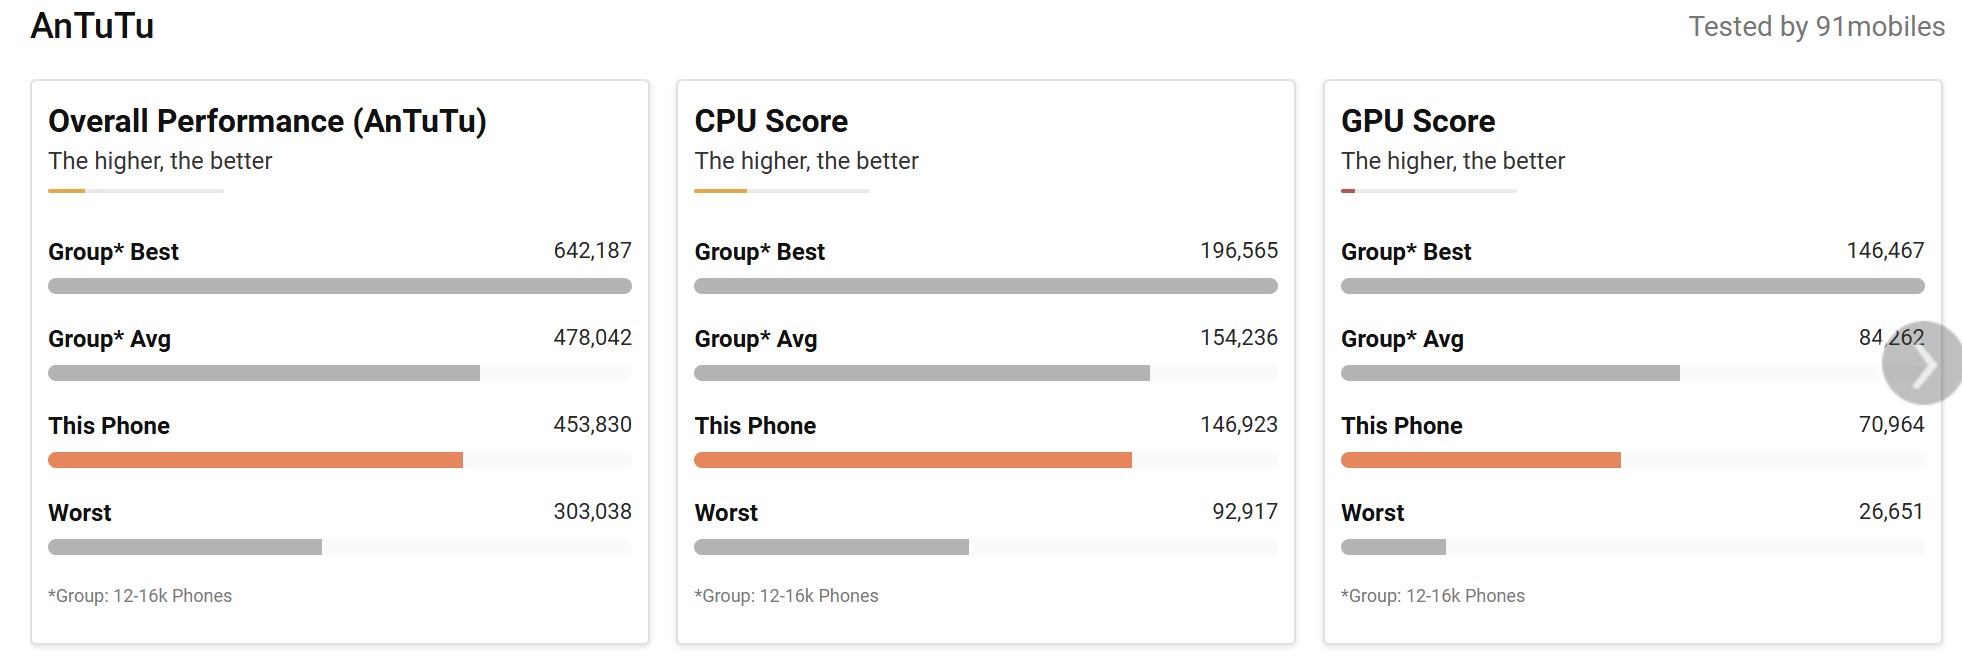 AnTuTu
Tested by 91mobiles
Overall Performance (AnTuTu)
The higher, the better
Group* Best 642,187
Group* Avg 478,042
This Phone 453,830
Worst 303,038
*Group: 12-16k Phones
CPU Score
The higher, the better
Group* Best 196,565
Group* Avg 154,236
This Phone 146,923
Worst 92,917
*Group: 12-16k Phones
GPU Score
The higher, the better
Group* Best 146,467
Group* Avg 84,262
This Phone 70,964
Worst 26,651
*Group: 12-16k Phones